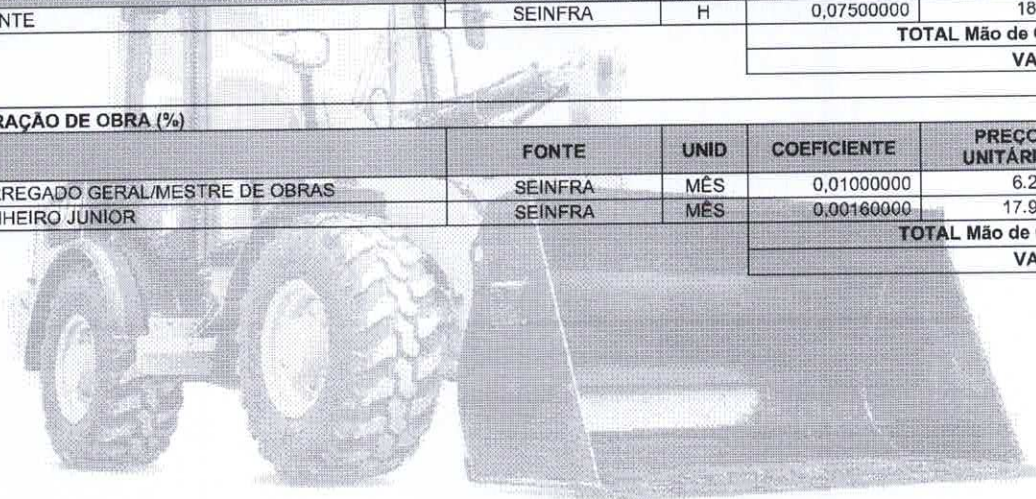 NTE SEINFRA H 0,07500000 18
TOTAL Mão de
VA
RAÇÃO DE OBRA (%)
FONTE UNID COEFICIENTE PREÇO UNITÁRI
REGADO GERAL/MESTRE DE OBRAS SEINFRA MÊS 0,01000000 6.2
HEIRO JUNIOR SEINFRA MÊS 0,00160000 17.9
TOTAL Mão de
VA